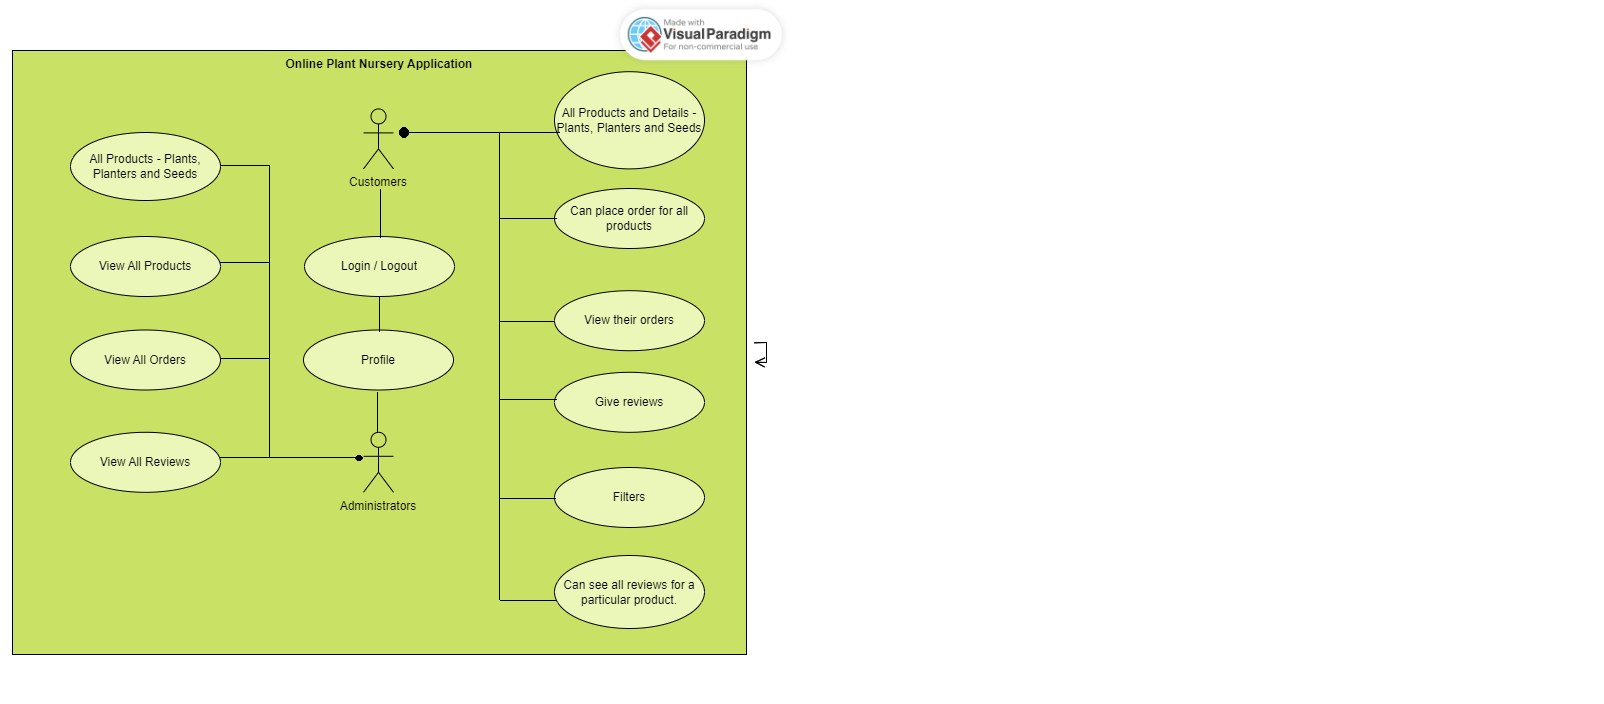 Made with
VisualParadigm
For non-commercial use
Online Plant Nursery Application
All Products and Details -
Plants, Planters and Seeds
All Products - Plants,
Planters and Seeds
Customers
Can place order for all
products
View All Products
Login / Logout
View their orders
View All Orders
Profile
Give reviews
View All Reviews
Administrators
Filters
Can see all reviews for a
particular product.